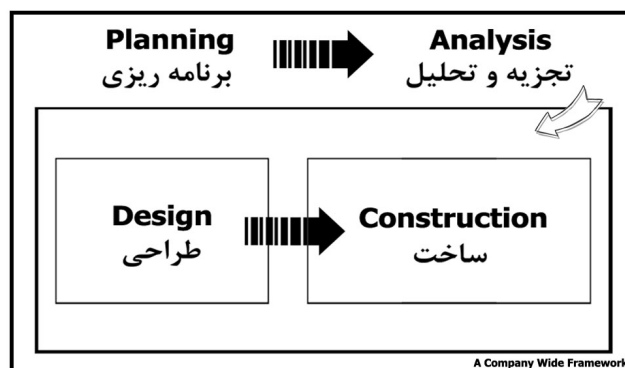 Planning
برنامه ریزی
Analysis
تجزیه و تحلیل
Design
طراحی
Construction
ساخت
A Company Wide Framework